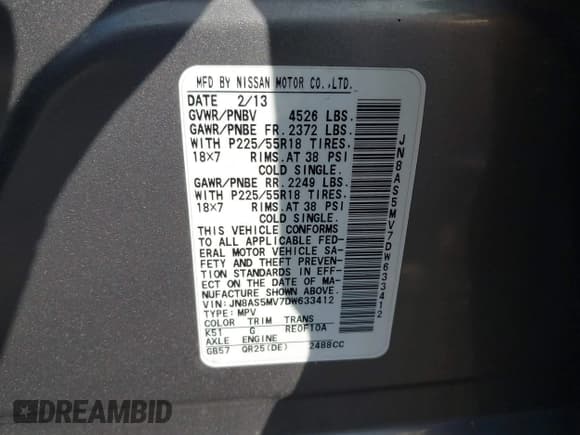 MFD BY NISSAN MOTOR CO.,LTD.
DATE 2/13
GVWR/PNBV 4526 LBS.
GAWR/PNBE FR. 2372 LBS.
WITH P225/55R18 TIRES.
18X7 RIMS. AT 38 PSI
COLD SINGLE.
GAWR/PNBE RR. 2249 LBS.
WITH P225/55R18 TIRES.
18X7 RIMS. AT 38 PSI
COLD SINGLE.
THIS VEHICLE CONFORMS
TO ALL APPLICABLE FED-
ERAL MOTOR VEHICLE SA-
FETY AND THEFT PREVEN-
TION STANDARDS IN EFF-
ECT ON THE DATE OF MA-
NUFACTURE SHOWN ABOVE.
VIN: JN8AS5MV7DW633412
TYPE: MPV
COLOR TRIM TRANS
K51 G RE0F10A
AXLE ENGINE
GB57 QR25(DE) 2488CC
JN8AS5MV7DW633412
DREAMBID